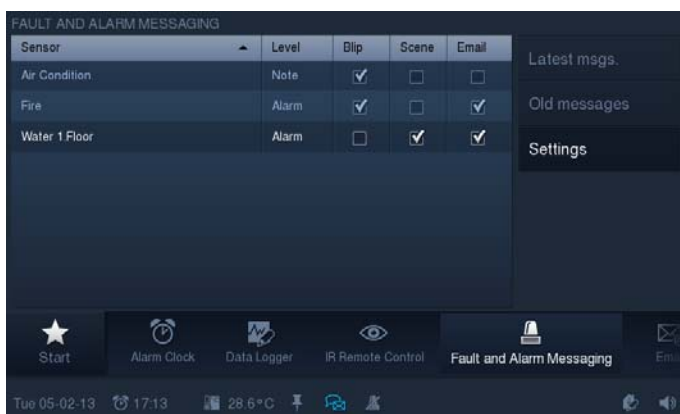 FAULT AND ALARM MESSAGING
Sensor Level Blip Scene Email
Air Condition Note
Fire Alarm
Water 1.Floor Alarm
Latest msgs.
Old messages
Settings
Start Alarm Clock Data Logger IR Remote Control Fault and Alarm Messaging
Tue 05-02-13 17:13 28.6°C